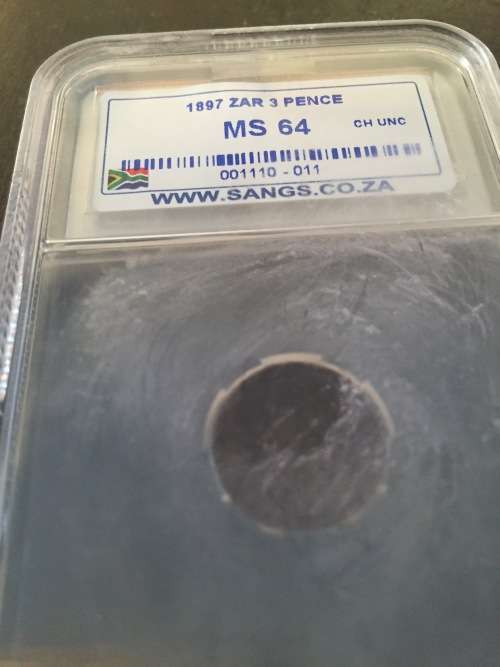 1897 ZAR 3 PENCE
MS 64 CH UNC
001110 - 011
WWW.SANGS.CO.ZA